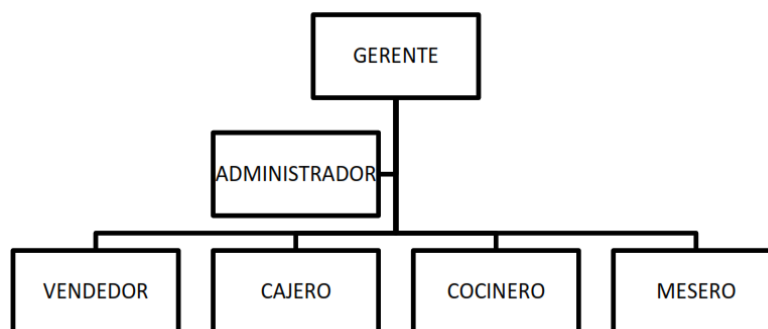 GERENTE
ADMINISTRADOR
VENDEDOR
CAJERO
COCINERO
MESERO